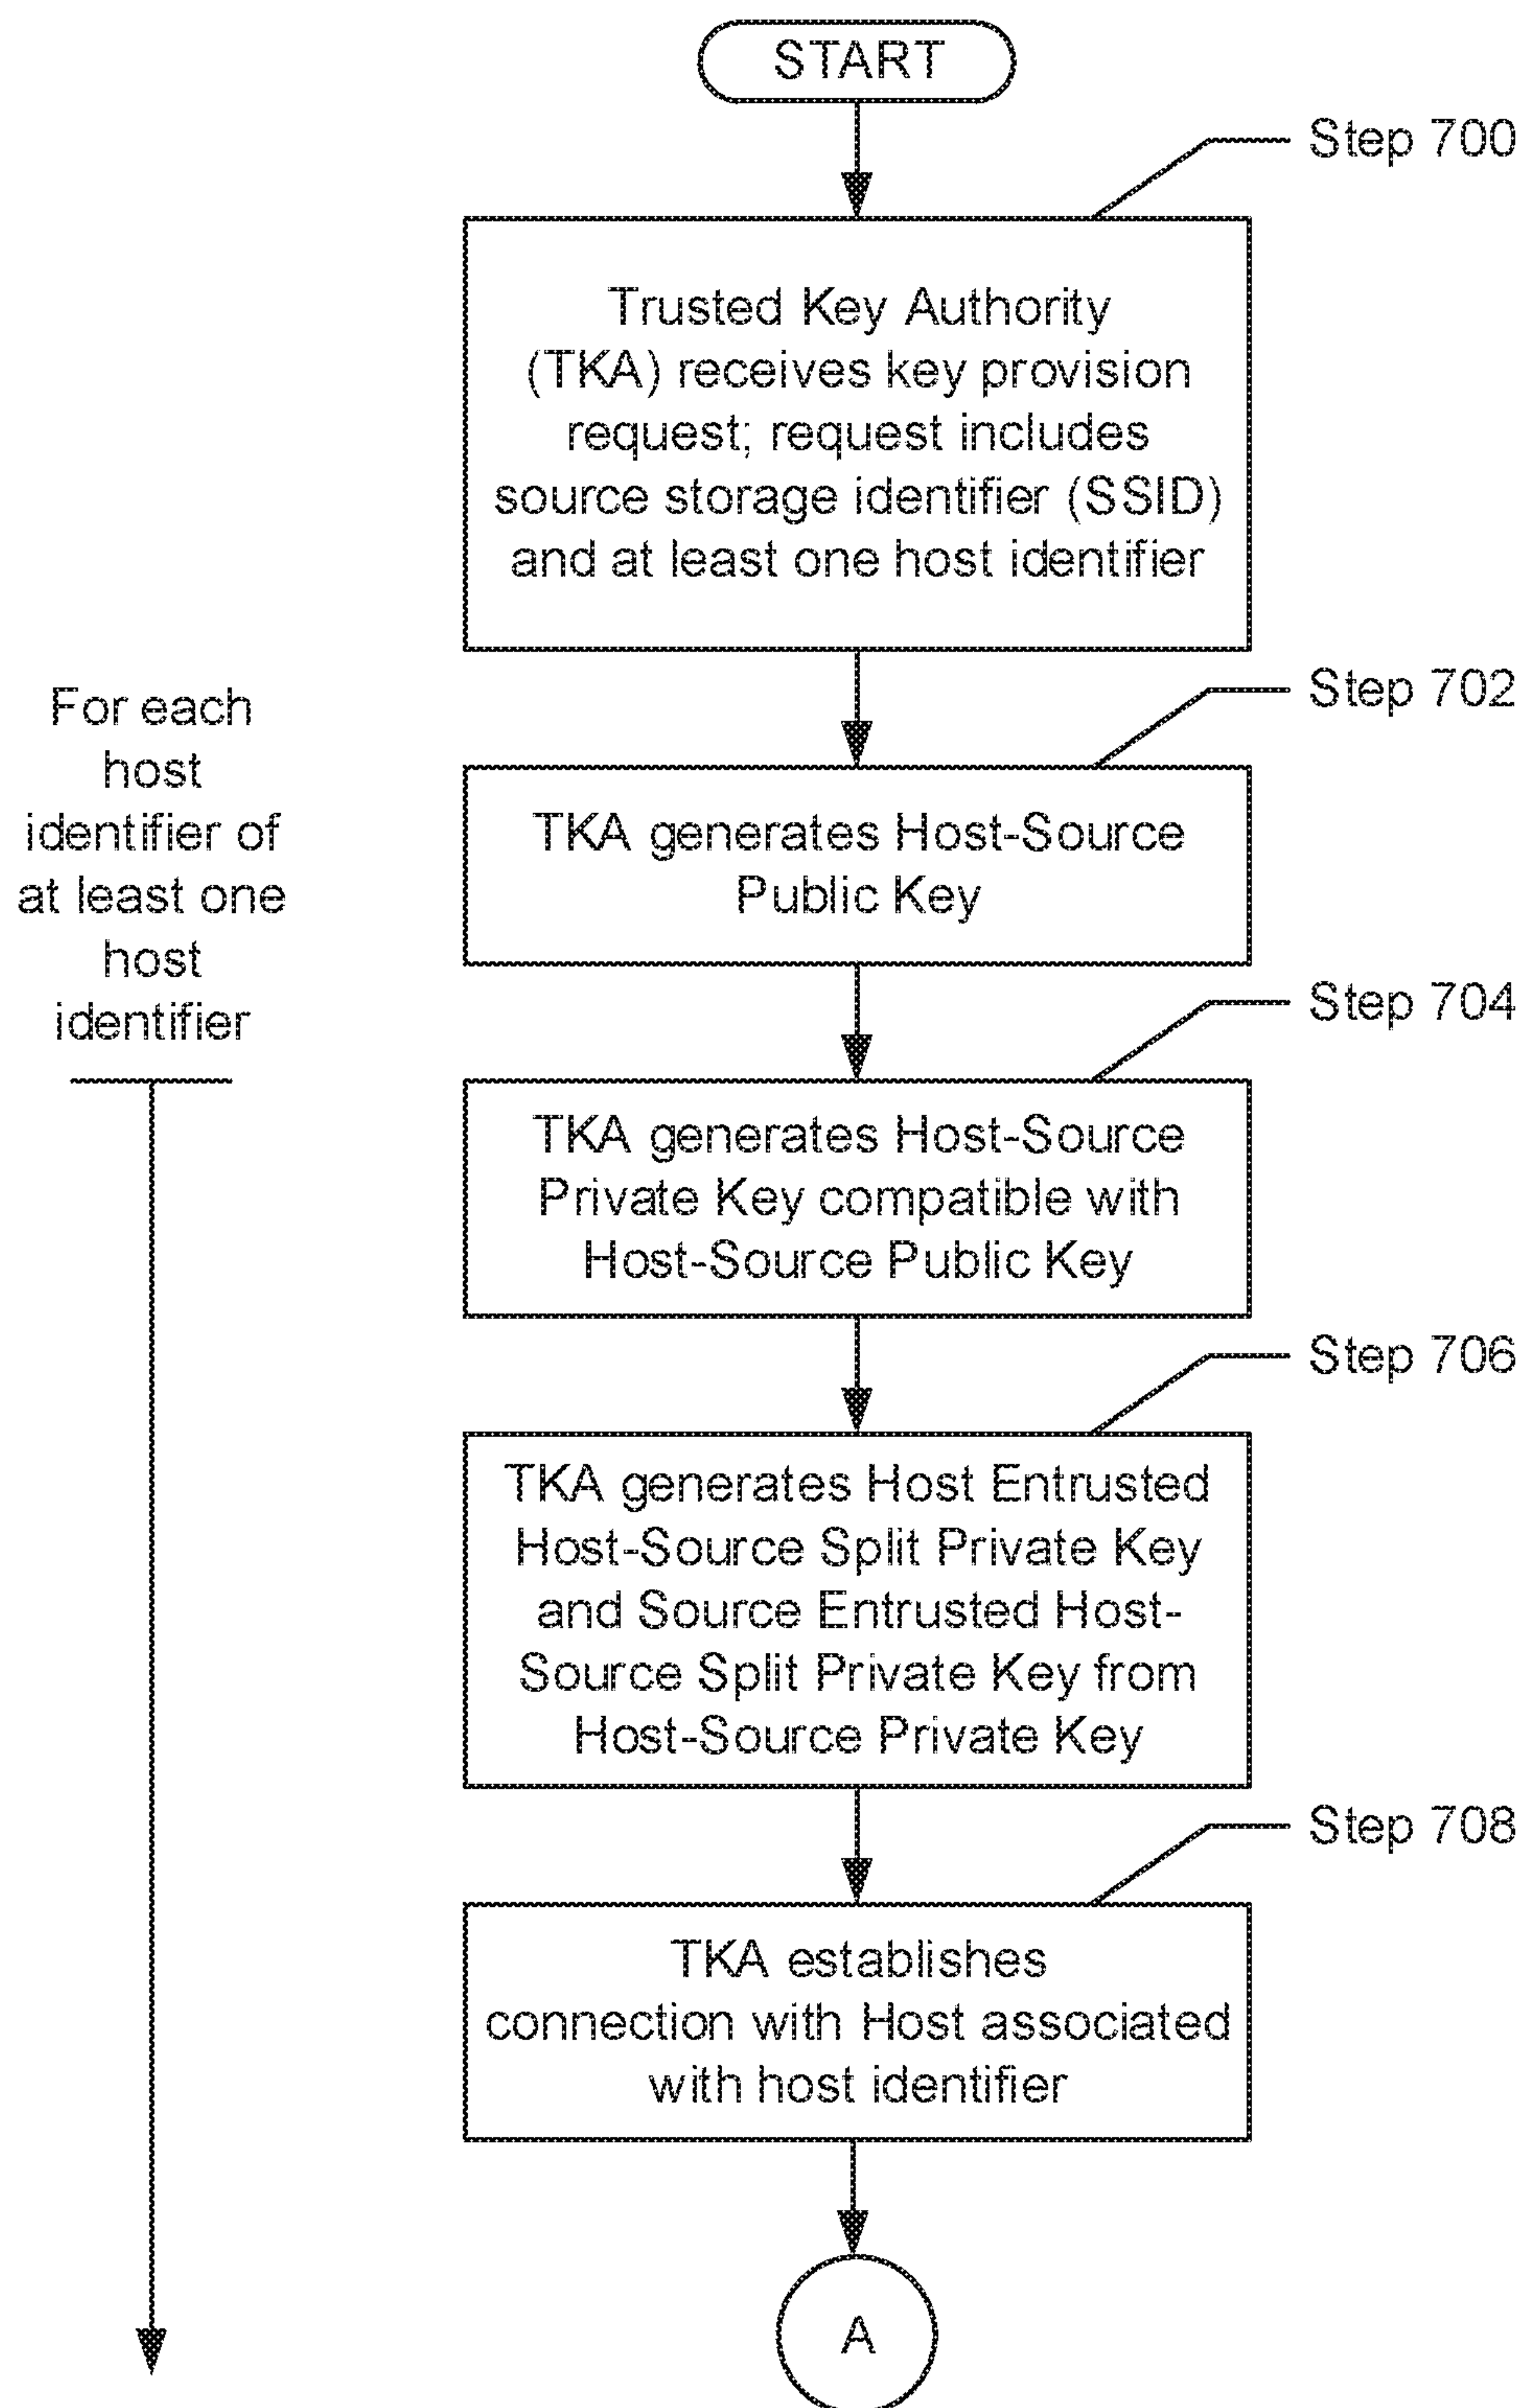 START
Step 700
Trusted Key Authority
(TKA) receives key provision
request; request includes
source storage identifier (SSID)
and at least one host identifier
For each
host
identifier of
at least one
host
identifier
Step 702
TKA generates Host-Source
Public Key
Step 704
TKA generates Host-Source
Private Key compatible with
Host-Source Public Key
Step 706
TKA generates Host Entrusted
Host-Source Split Private Key
and Source Entrusted Host-
Source Split Private Key from
Host-Source Private Key
Step 708
TKA establishes
connection with Host associated
with host identifier
A